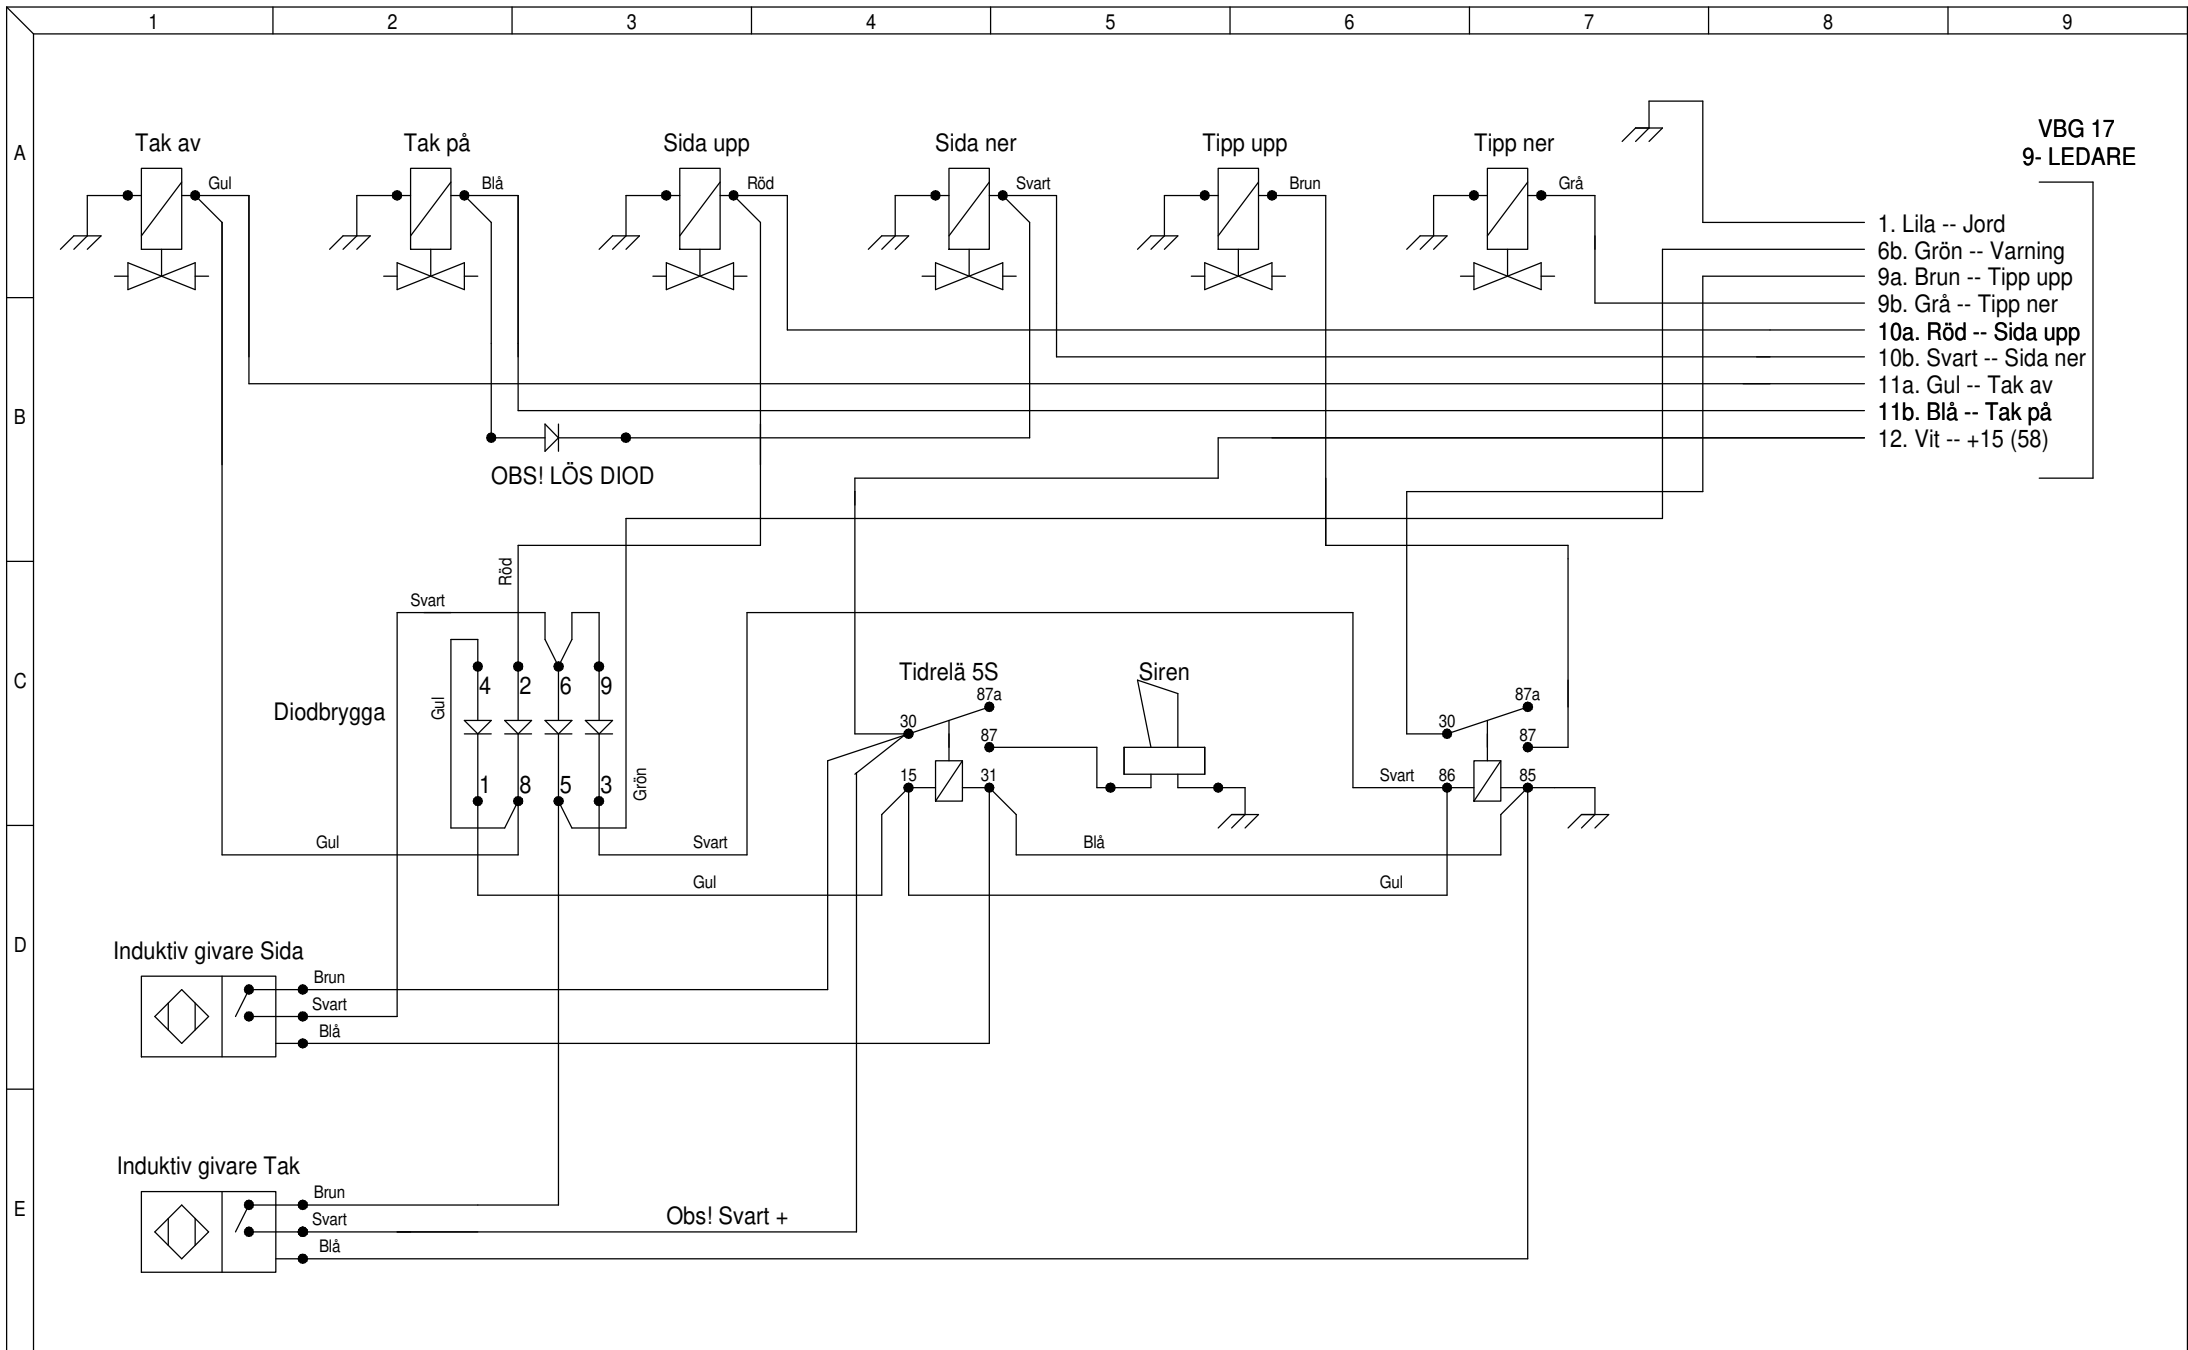 1 2 3 4 5 6 7 8 9
A
B
C
D
E
Tak av
Tak på
Sida upp
Sida ner
Tipp upp
Tipp ner
VBG 17
9- LEDARE
Gul
Blå
Röd
Svart
Brun
Grå
1. Lila -- Jord
6b. Grön -- Varning
9a. Brun -- Tipp upp
9b. Grå -- Tipp ner
10a. Röd -- Sida upp
10b. Svart -- Sida ner
11a. Gul -- Tak av
11b. Blå -- Tak på
12. Vit -- +15 (58)
OBS! LÖS DIOD
Röd
Svart
Diodbrygga
Gul
4 2 6 9
1 8 5 3
Grön
Tidrelä 5S
87a
30
87
15
31
Siren
87a
30
87
Svart
86
85
Gul
Svart
Blå
Gul
Gul
Induktiv givare Sida
Brun
Svart
Blå
Induktiv givare Tak
Brun
Svart
Blå
Obs! Svart +